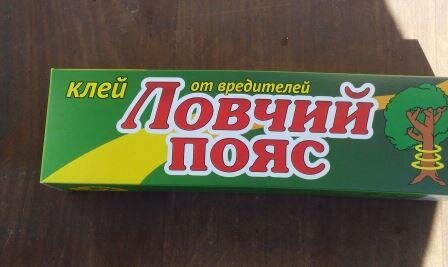 клей от вредителей
Ловчий
пояс